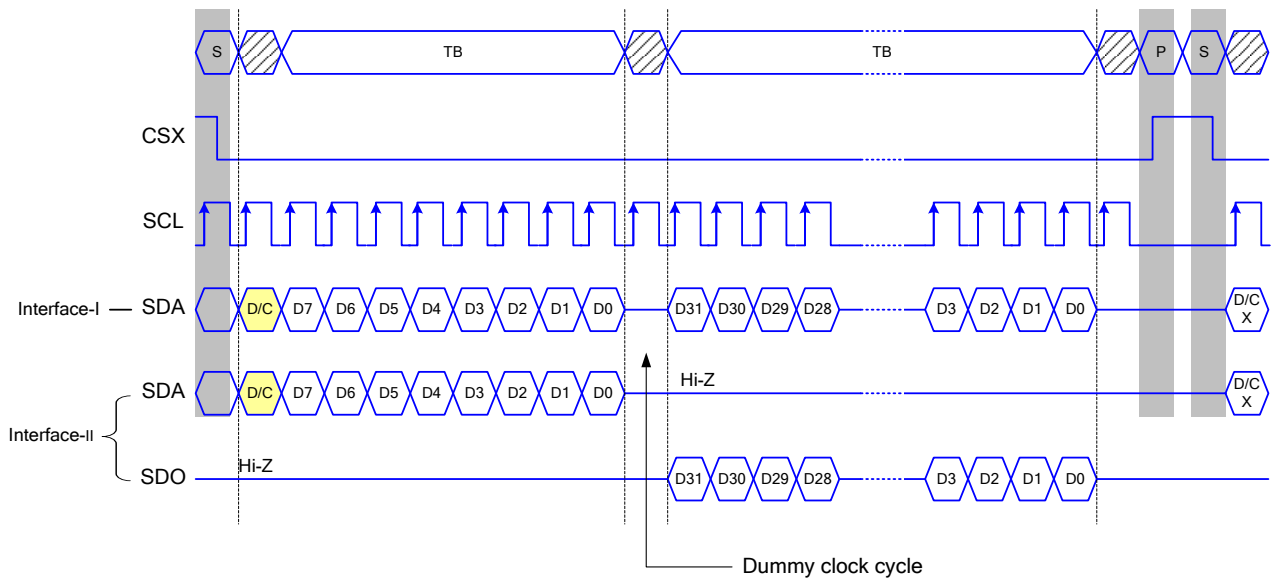 S TB TB P S
CSX
SCL
Interface-I SDA D/C D7 D6 D5 D4 D3 D2 D1 D0 D31 D30 D29 D28 D3 D2 D1 D0 D/C
X
SDA D/C D7 D6 D5 D4 D3 D2 D1 D0 Hi-Z D/C
X
Interface-II
SDO Hi-Z D31 D30 D29 D28 D3 D2 D1 D0
Dummy clock cycle